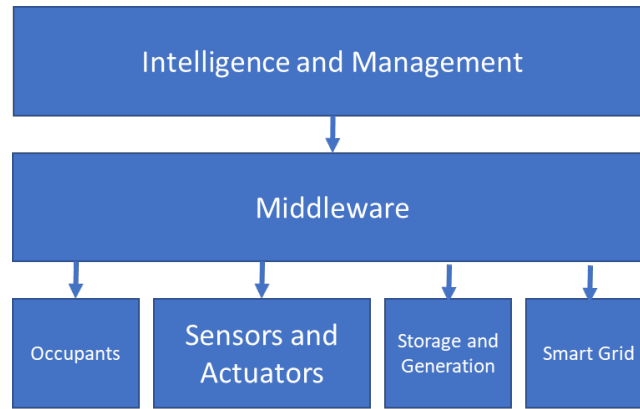 Intelligence and Management
Middleware
Occupants
Sensors and
Actuators
Storage and
Generation
Smart Grid